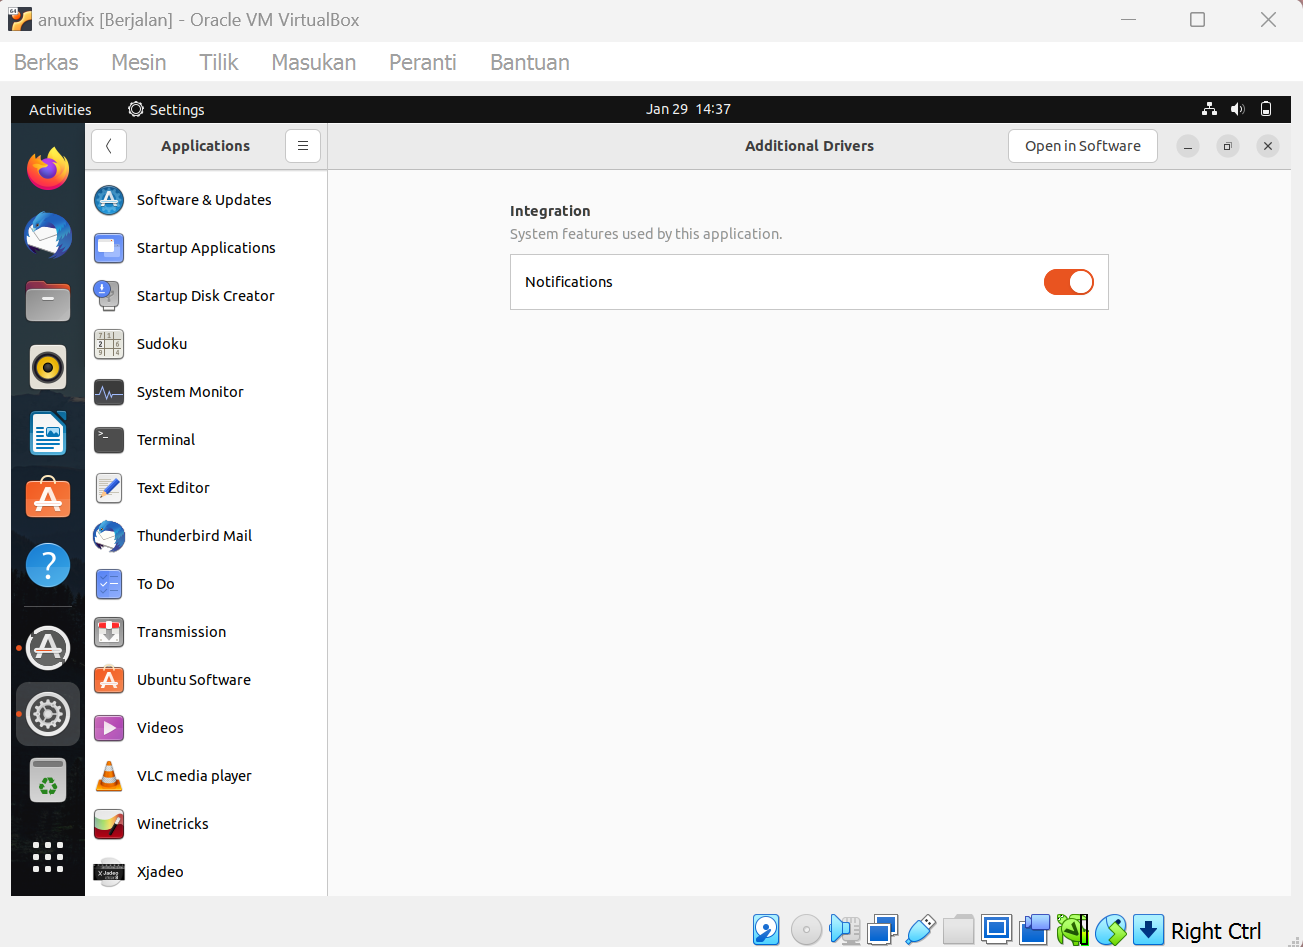 anuxfix [Berjalan] - Oracle VM VirtualBox
Berkas Mesin Tilik Masukan Peranti Bantuan
Activities Settings Jan 29 14:37
Applications Additional Drivers Open in Software
Software & Updates
Startup Applications
Startup Disk Creator
Sudoku
System Monitor
Terminal
Text Editor
Thunderbird Mail
To Do
Transmission
Ubuntu Software
Videos
VLC media player
Winetricks
Xjadeo
Integration
System features used by this application.
Notifications
Right Ctrl